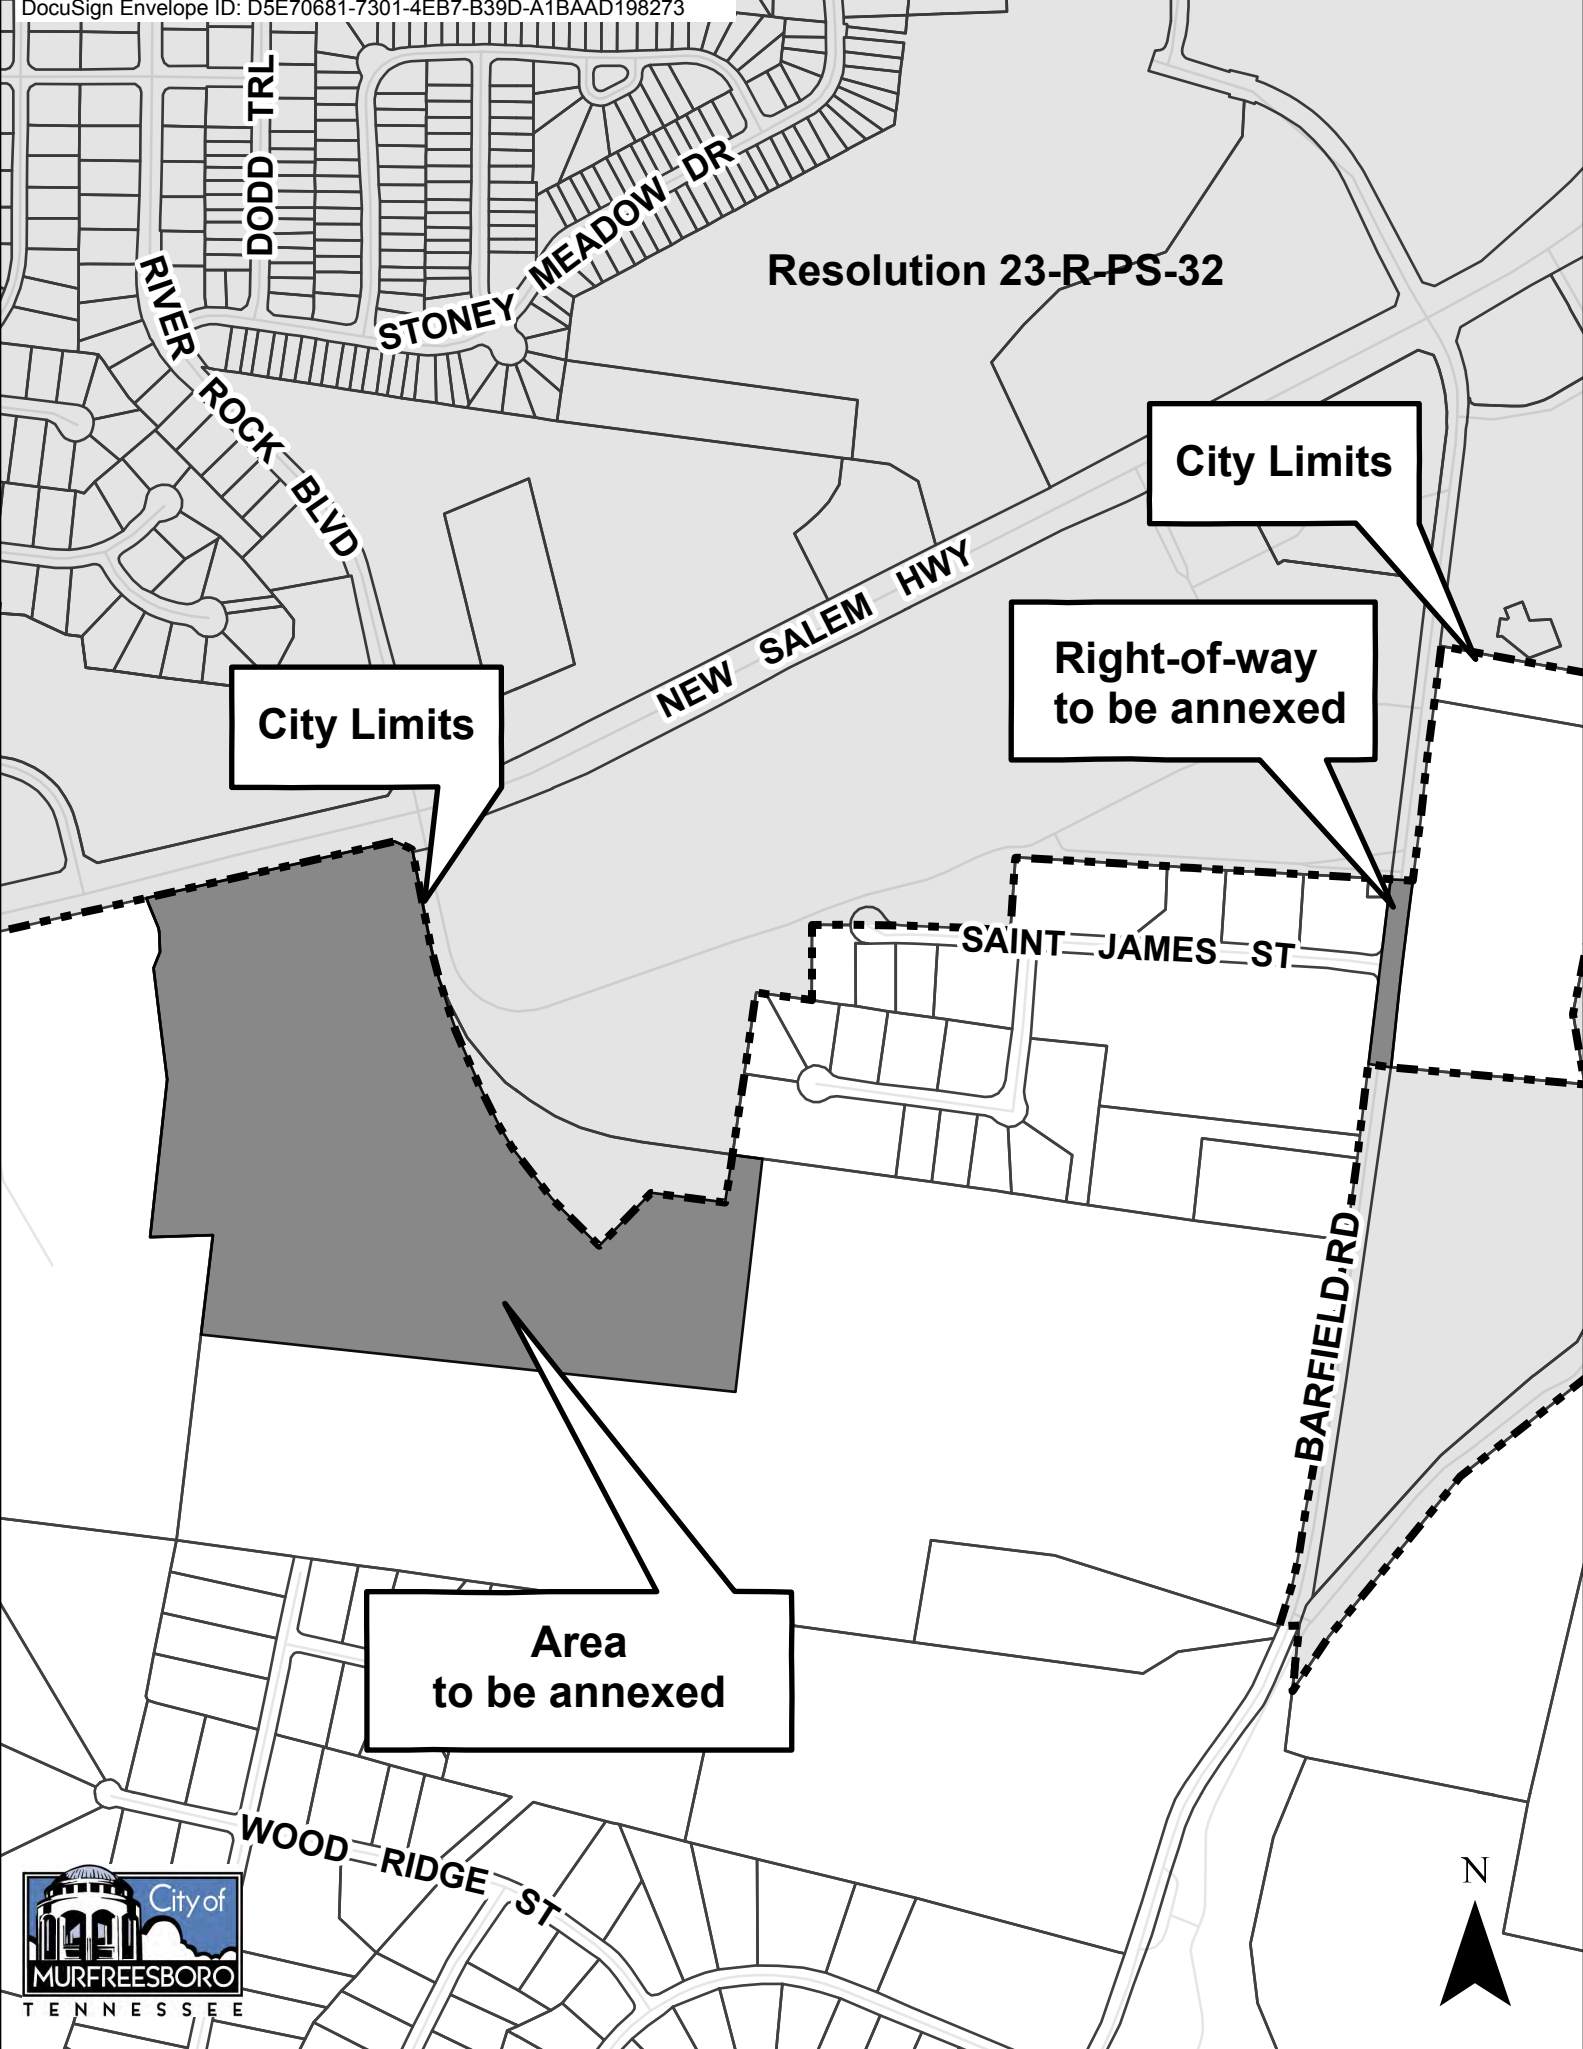 DocuSign Envelope ID: D5E70681-7301-4EB7-B39D-A1BAAD198273
DODD TRL
STONEY MEADOW DR
RIVER ROCK BLVD
Resolution 23-R-PS-32
City Limits
NEW SALEM HWY
Right-of-way
to be annexed
City Limits
SAINT JAMES ST
BARFIELD RD
Area
to be annexed
WOOD RIDGE ST
City of
MURFREESBORO
TENNESSEE
N